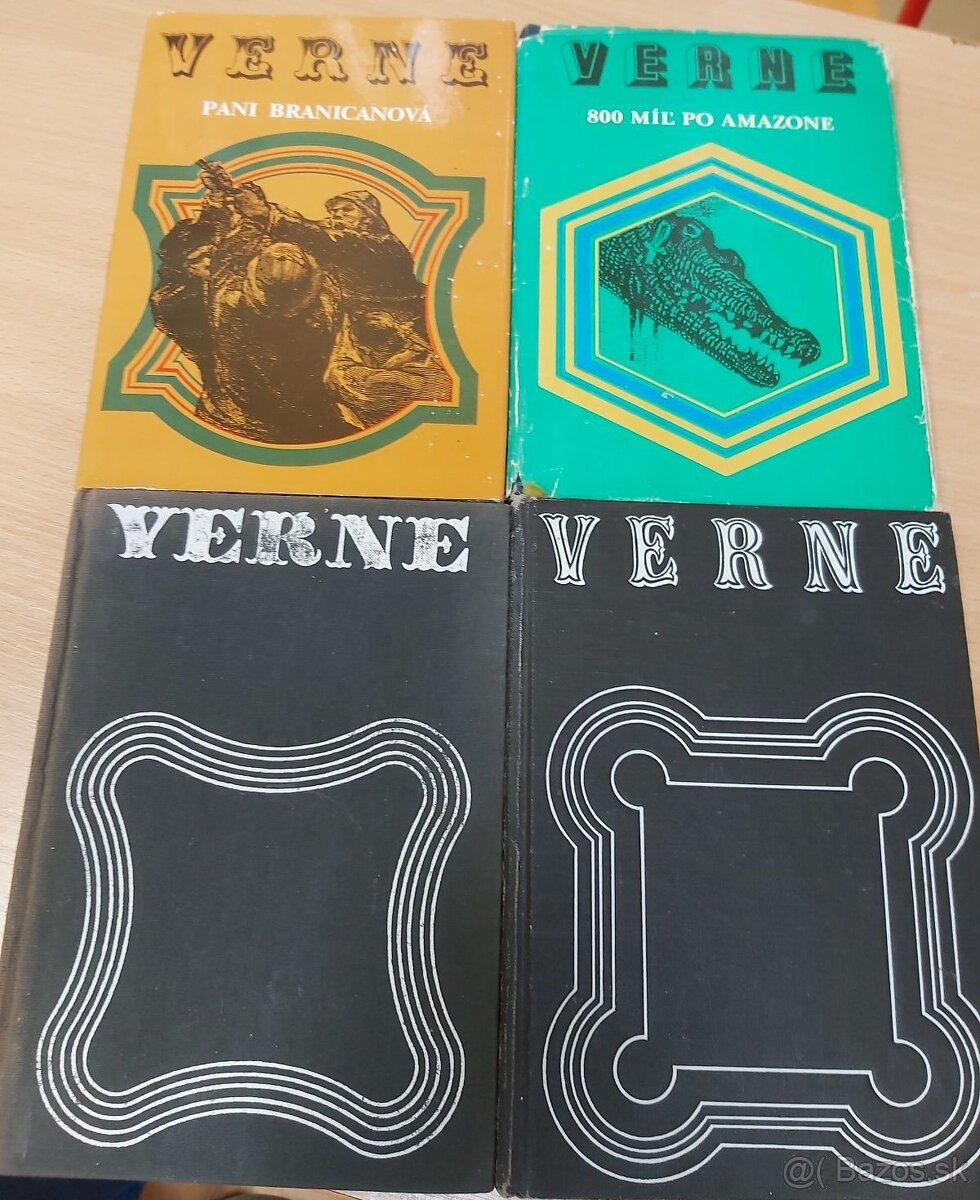 VERNE
PANI BRANICANOVÁ
VERNE
800 MÍĽ PO AMAZONE
VERNE
VERNE
@( Bazos.sk